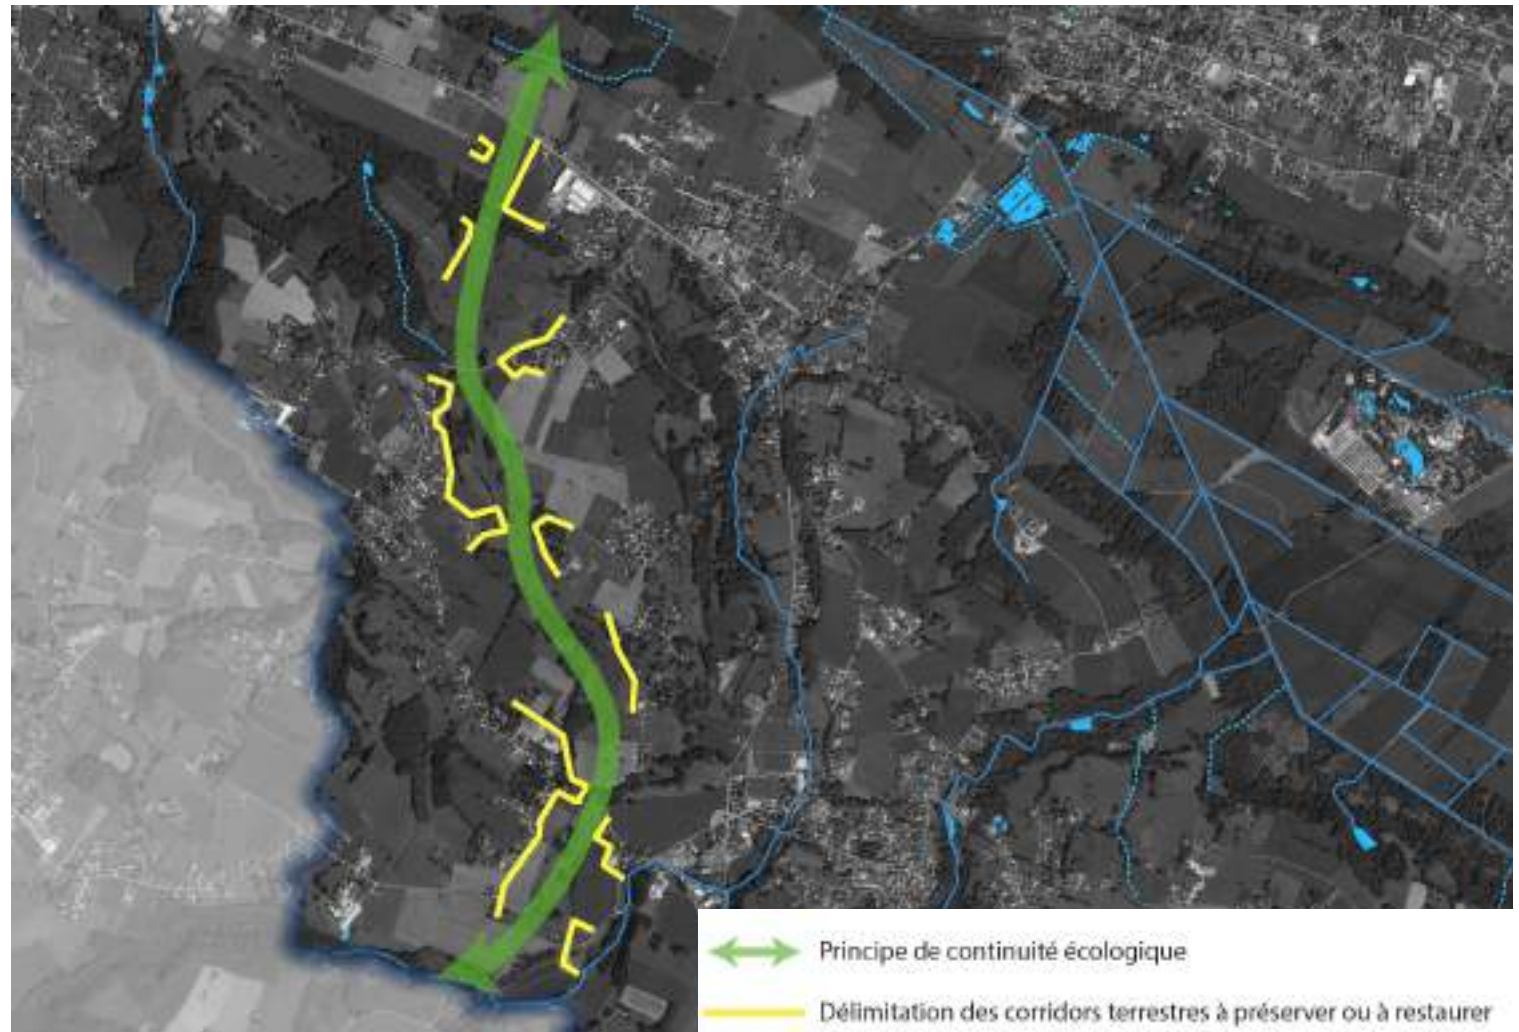 Principe de continuité écologique
Délimitation des corridors terrestres à préserver ou à restaurer